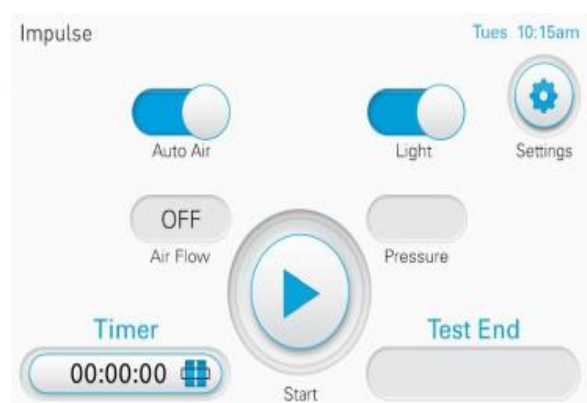 Impulse
Tues 10:15am
Auto Air
Light
Settings
OFF
Air Flow
Pressure
Timer
Test End
00:00:00
Start